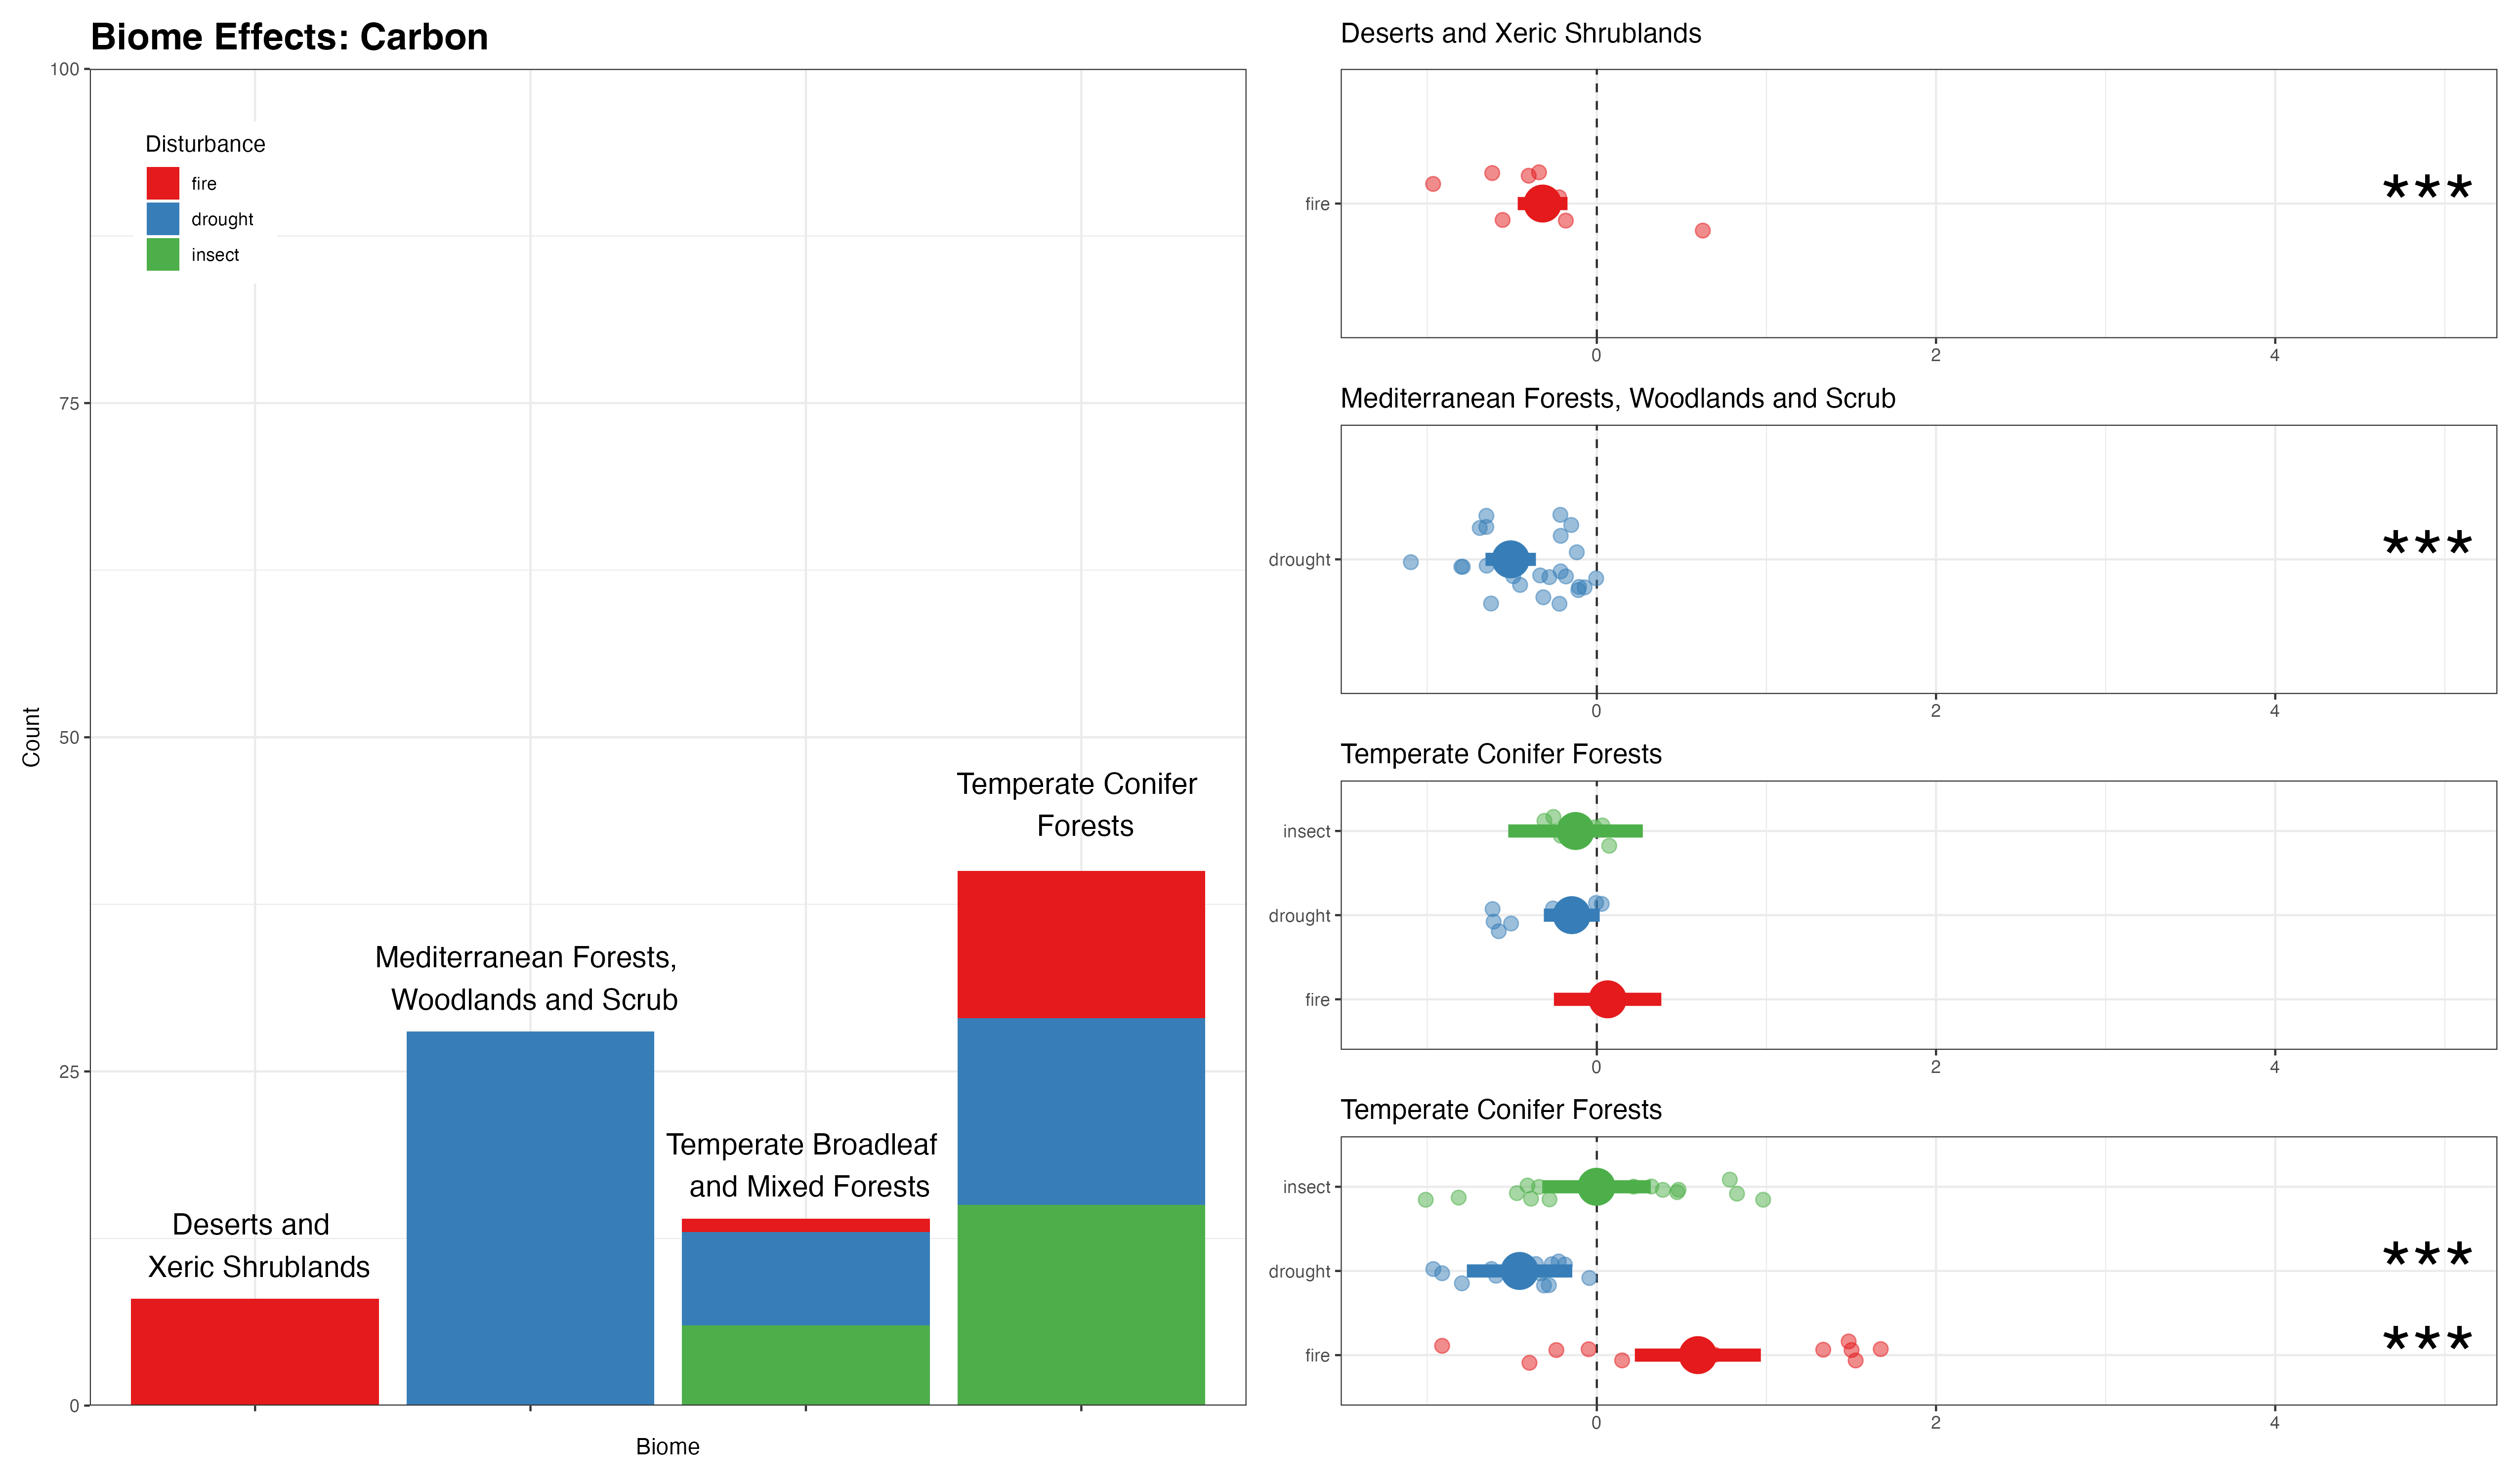 Biome Effects: Carbon
100
75
50
25
0
Count
Disturbance
fire
drought
insect
Deserts and
Xeric Shrublands
Mediterranean Forests,
Woodlands and Scrub
Temperate Broadleaf
and Mixed Forests
Temperate Conifer
Forests
Biome
Deserts and Xeric Shrublands
fire
***
0 2 4
Mediterranean Forests, Woodlands and Scrub
drought
***
0 2 4
Temperate Conifer Forests
insect
drought
fire
0 2 4
Temperate Conifer Forests
insect
drought
***
fire
***
0 2 4